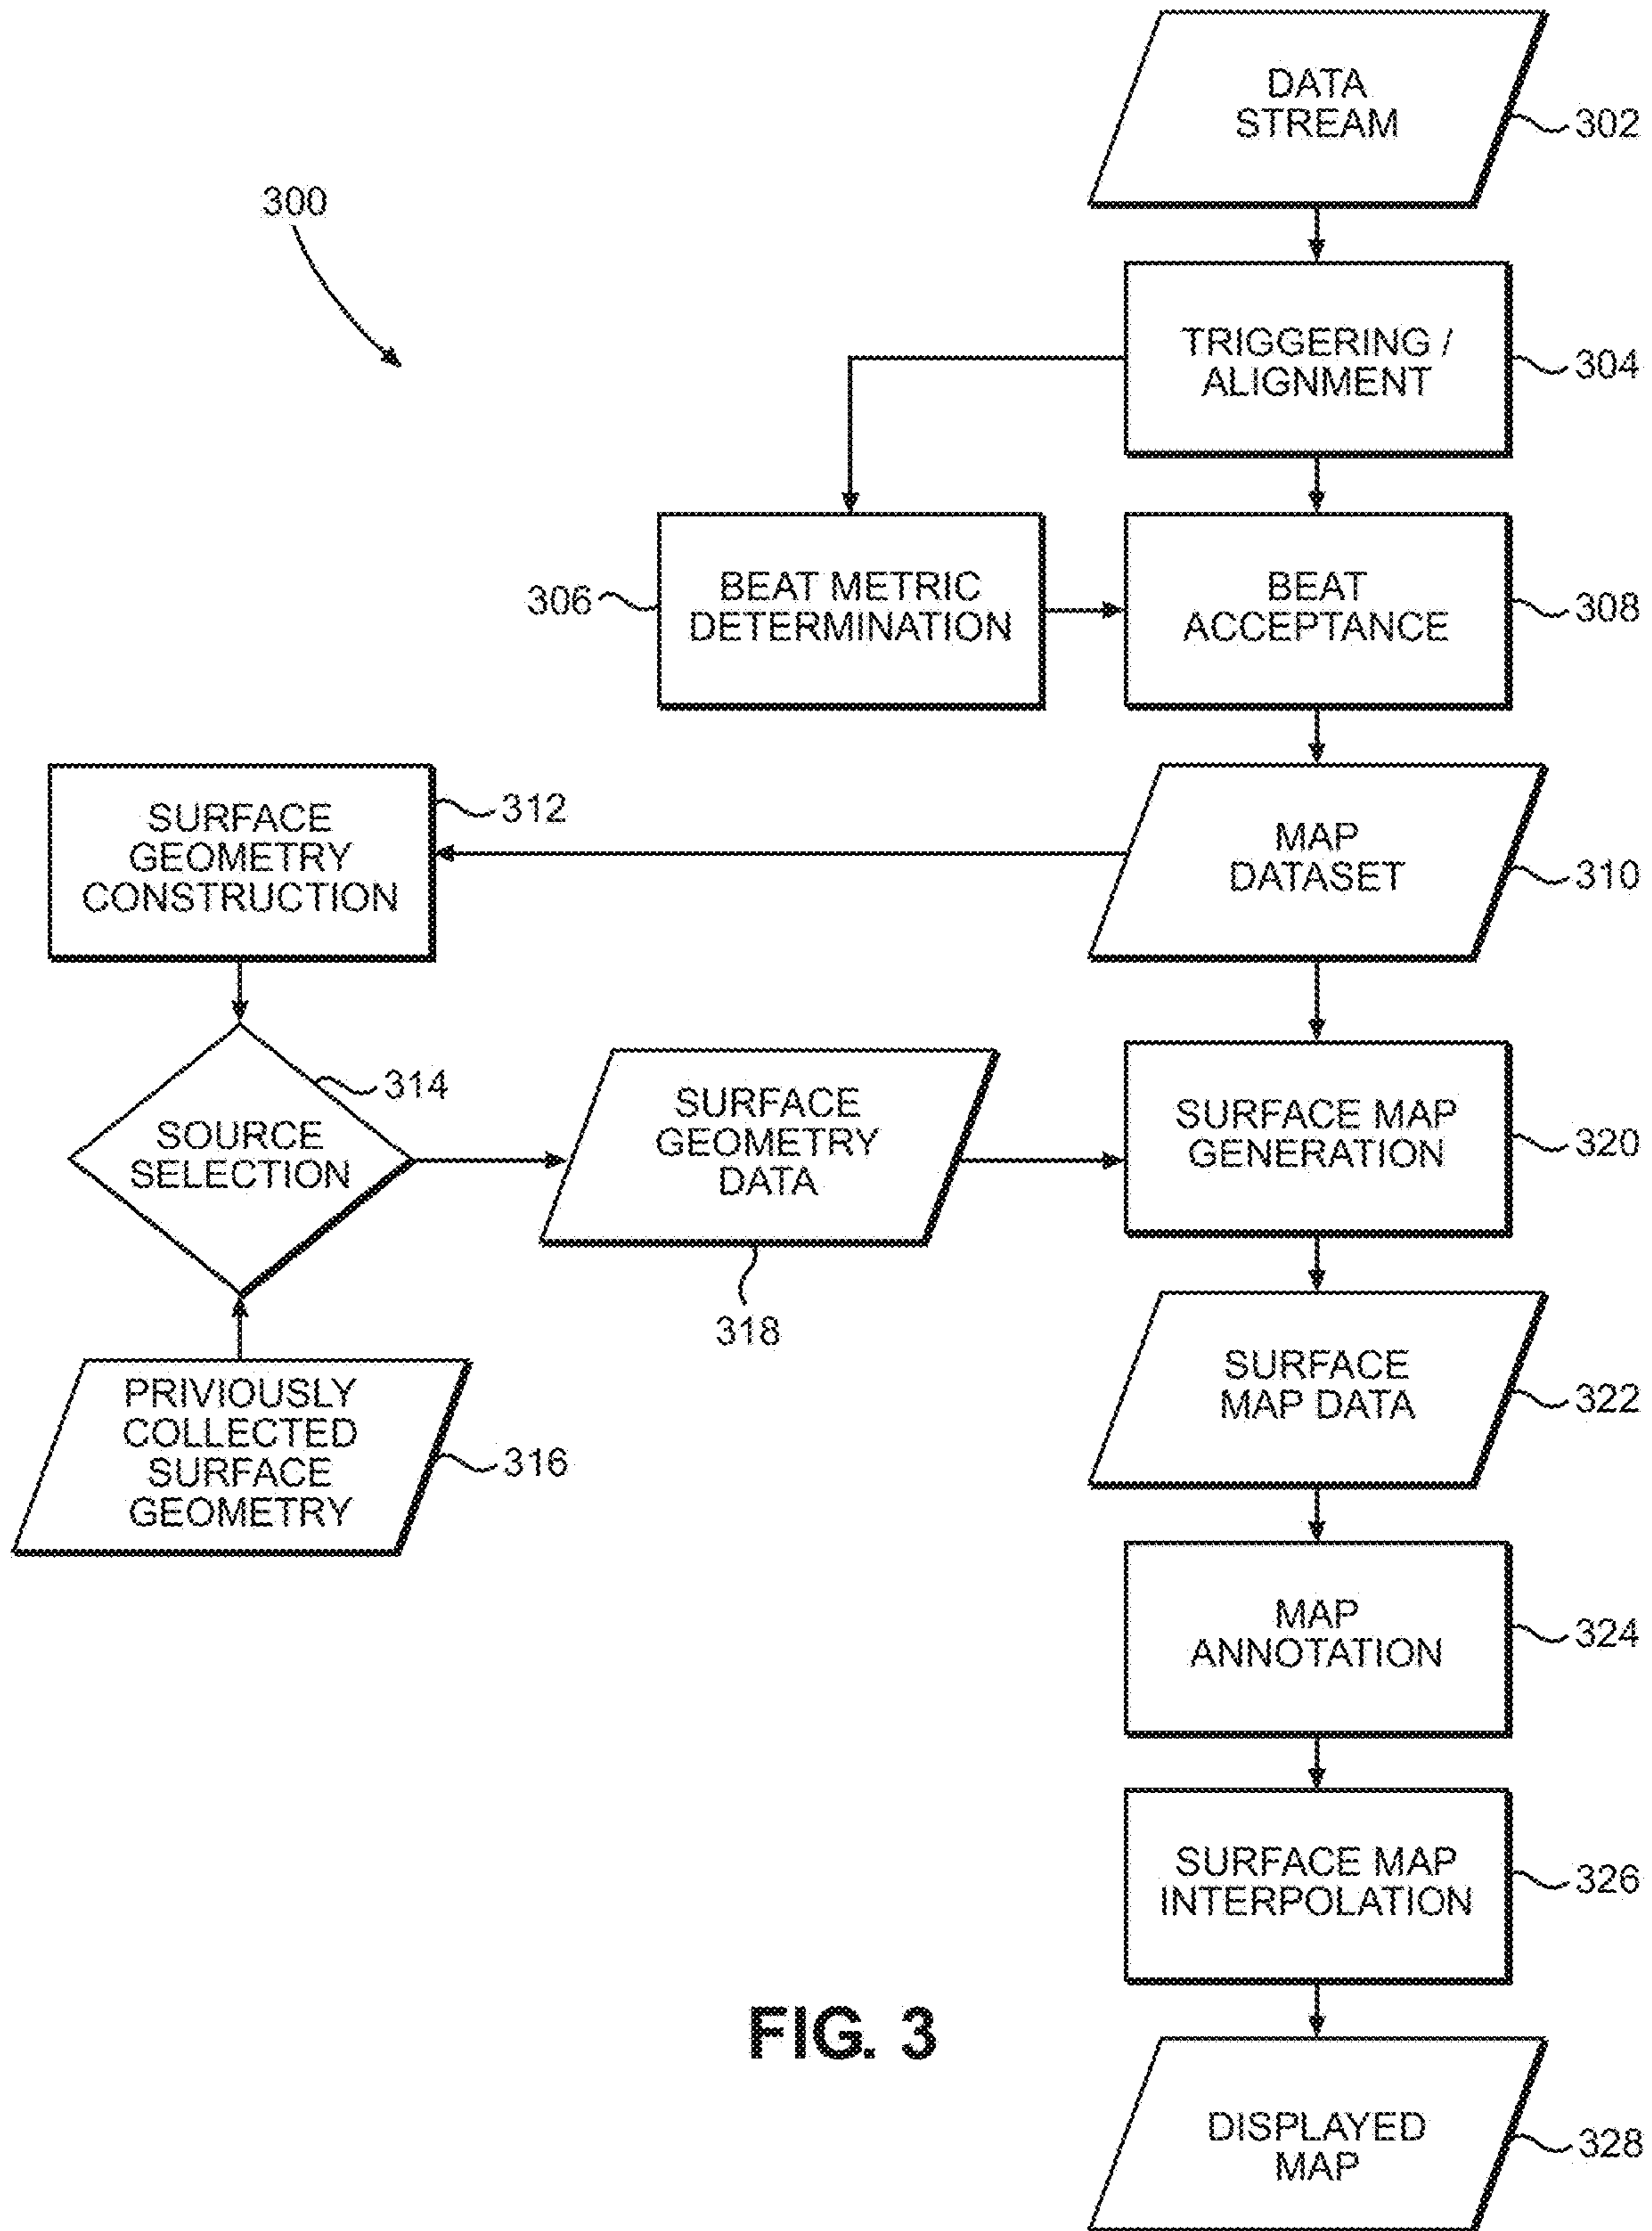 DATA
STREAM
302
300
TRIGGERING /
ALIGNMENT
304
306
BEAT METRIC
DETERMINATION
BEAT
ACCEPTANCE
308
SURFACE
GEOMETRY
CONSTRUCTION
312
MAP
DATASET
310
314
SOURCE
SELECTION
SURFACE
GEOMETRY
DATA
318
SURFACE MAP
GENERATION
320
PRIVIOUSLY
COLLECTED
SURFACE
GEOMETRY
316
SURFACE
MAP DATA
322
MAP
ANNOTATION
324
SURFACE MAP
INTERPOLATION
326
FIG. 3
DISPLAYED
MAP
328